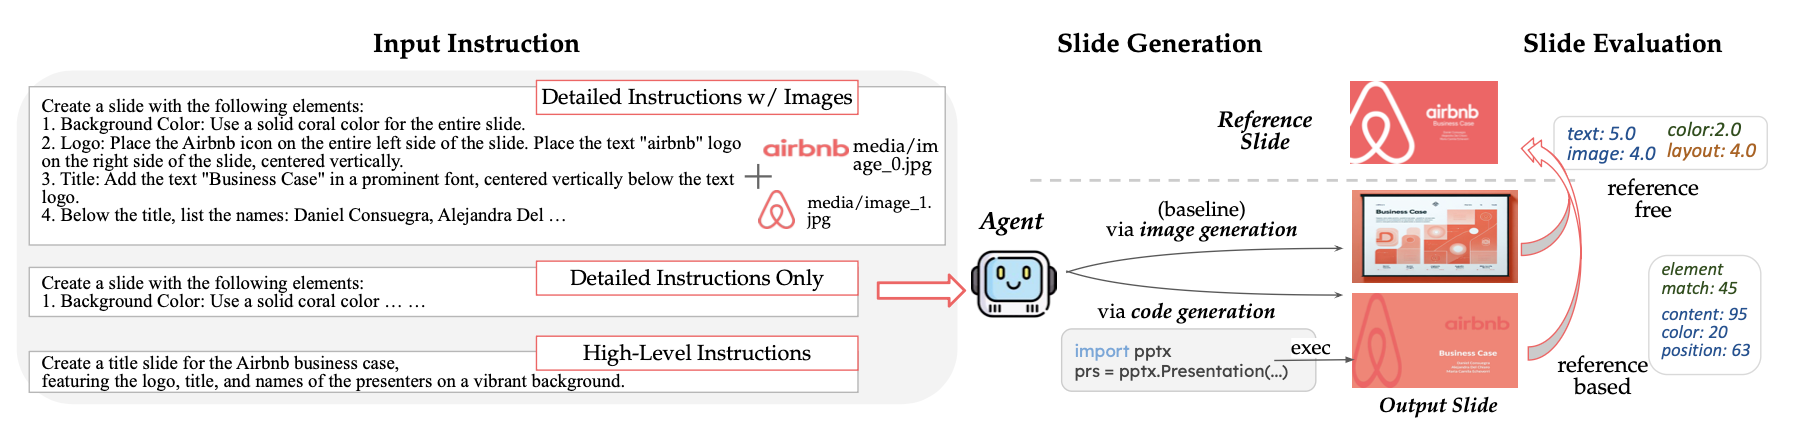 Input Instruction
Slide Generation
Slide Evaluation
Detailed Instructions w/ Images
Create a slide with the following elements:
1. Background Color: Use a solid coral color for the entire slide.
2. Logo: Place the Airbnb icon on the entire left side of the slide. Place the text "airbnb" logo
on the right side of the slide, centered vertically.
3. Title: Add the text "Business Case" in a prominent font, centered vertically below the text
logo.
4. Below the title, list the names: Daniel Consuegra, Alejandra Del …
airbnb
media/im
age_0.jpg
+
media/image_1.
jpg
Detailed Instructions Only
Create a slide with the following elements:
1. Background Color: Use a solid coral color … …
High-Level Instructions
Create a title slide for the Airbnb business case,
featuring the logo, title, and names of the presenters on a vibrant background.
Agent
Reference
Slide
airbnb
Business Case
(baseline)
via image generation
Business Case
via code generation
import pptx
prs = pptx.Presentation(...)
exec
airbnb
Business Case
Output Slide
text: 5.0
color:2.0
image: 4.0
layout: 4.0
reference
free
element
match: 45
content: 95
color: 20
position: 63
reference
based